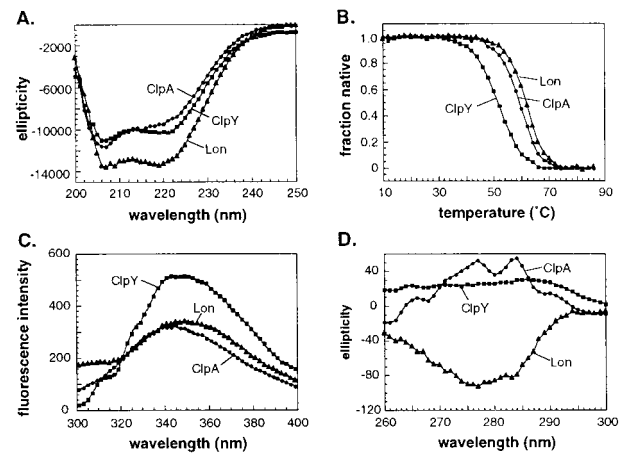 A.
-2000
-6000
-10000
-14000
ellipticity
ClpA
ClpY
Lon
200 210 220 230 240 250
wavelength (nm)
B.
1.0
0.8
0.6
0.4
0.2
0
fraction native
Lon
ClpA
ClpY
10 30 50 70 90
temperature (˚C)
C.
600
400
200
0
fluorescence intensity
ClpY
Lon
ClpA
300 320 340 360 380 400
wavelength (nm)
D.
40
0
-40
-80
-120
ellipticity
ClpA
ClpY
Lon
260 270 280 290 300
wavelength (nm)